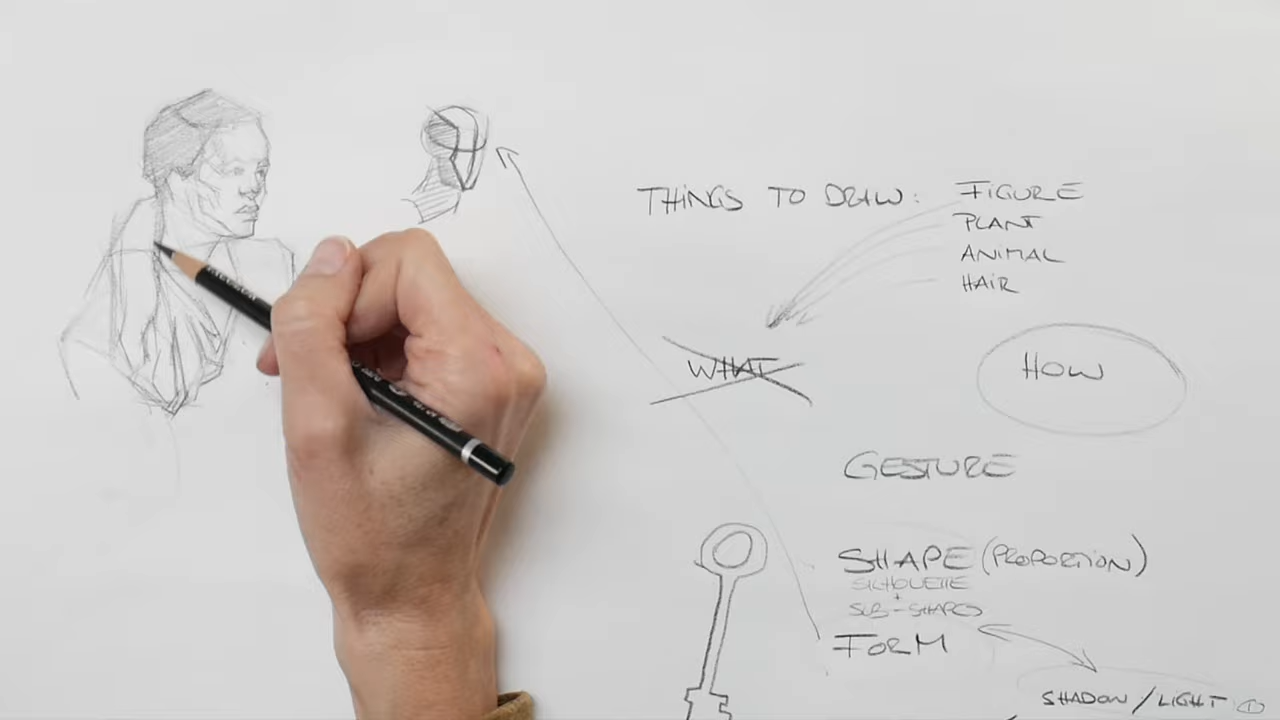 THINGS TO DRAW: FIGURE
PLANT
ANIMAL
HAIR
WHAT
HOW
GESTURE
SHAPE (PROPORTION)
SILHOUETTE
+
SUB-SHAPES
FORM
SHADOW/LIGHT